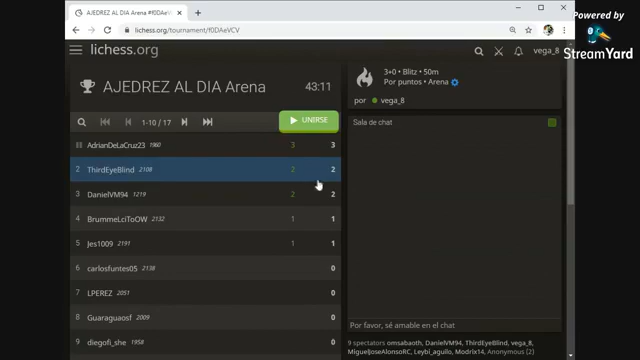 AJEDREZ AL DIA Arena #f0DAeVCV
lichess.org/tournament/f0DAeVCV
Powered by
StreamYard
lichess.org
vega_8
AJEDREZ AL DIA Arena
43:11
3+0 • Blitz • 50m
Por puntos • Arena
por vega_8
1-10 / 17
UNIRSE
Sala de chat
AdrianDeLaCruz23 1960 3 3
2 ThirdEyeBlind 2108 2 2
3 DanielVM94 1219 2 2
4 BrummeLciToOW 2132 1 1
5 Jes1009 2191 1 1
6 carlosfuntes05 2138 0
7 LPEREZ 2051 0
8 Guaraguaosf 2009 0
9 diegofi_she 1958 0
Por favor, sé amable en el chat
9 spectators omsabaoth, DanielVM94, ThirdEyeBlind, vega_8,
MigueIJoseAlonsoRC, Leybi_aguilo, Modrix14, Anonymous (2)